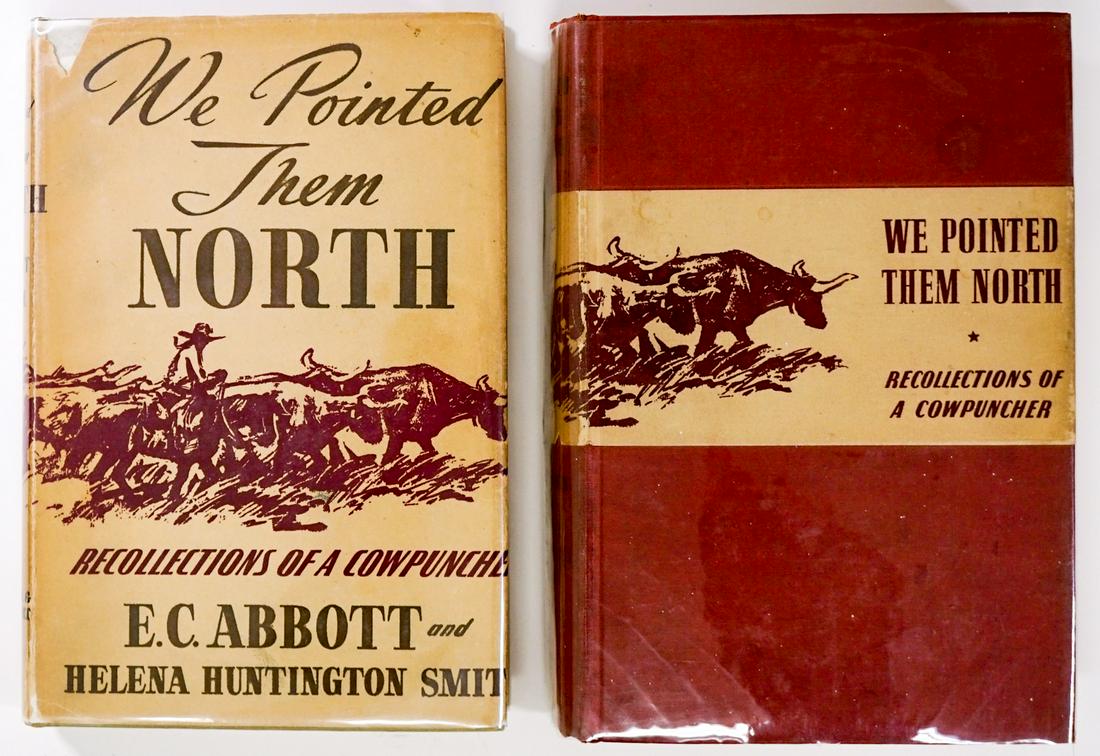 We Pointed
Them
NORTH
H
RECOLLECTIONS OF A COWPUNCHE
E.C. ABBOTT and
HELENA HUNTINGTON SMIT
WE POINTED
THEM NORTH
RECOLLECTIONS OF
A COWPUNCHER